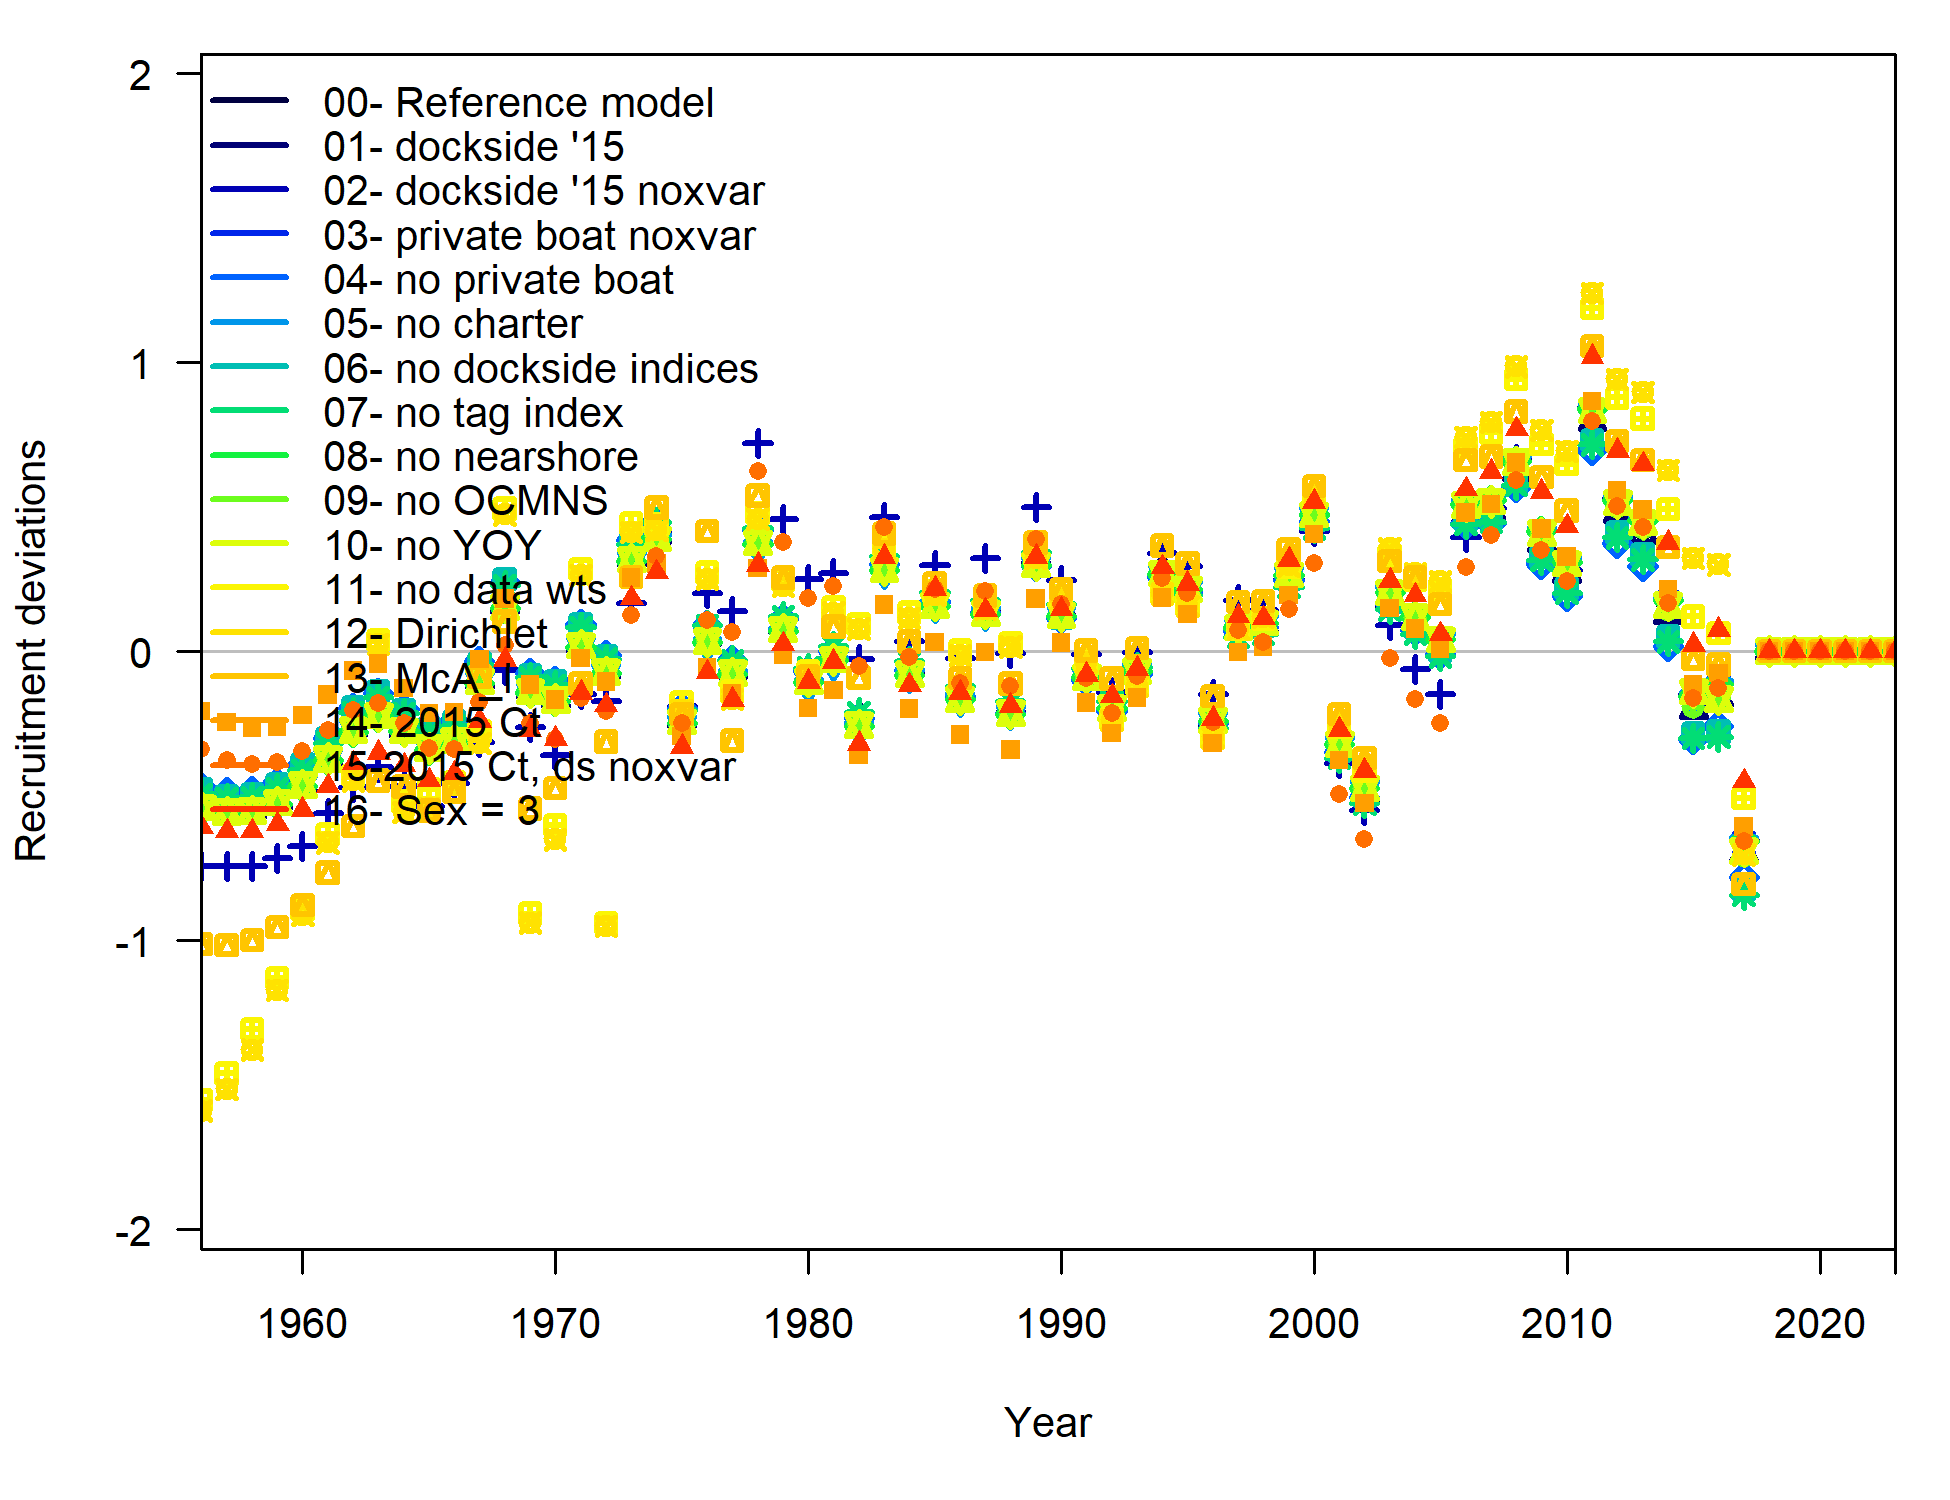 2
1
0
-1
-2
Recruitment deviations
00- Reference model
01- dockside '15
02- dockside '15 noxvar
03- private boat noxvar
04- no private boat
05- no charter
06- no dockside indices
07- no tag index
08- no nearshore
09- no OCMNS
10- no YOY
11- no data wts
12- Dirichlet
13- McA_I
14- 2015 Ct
15-2015 Ct, ds noxvar
16- Sex = 3
1960 1970 1980 1990 2000 2010 2020
Year